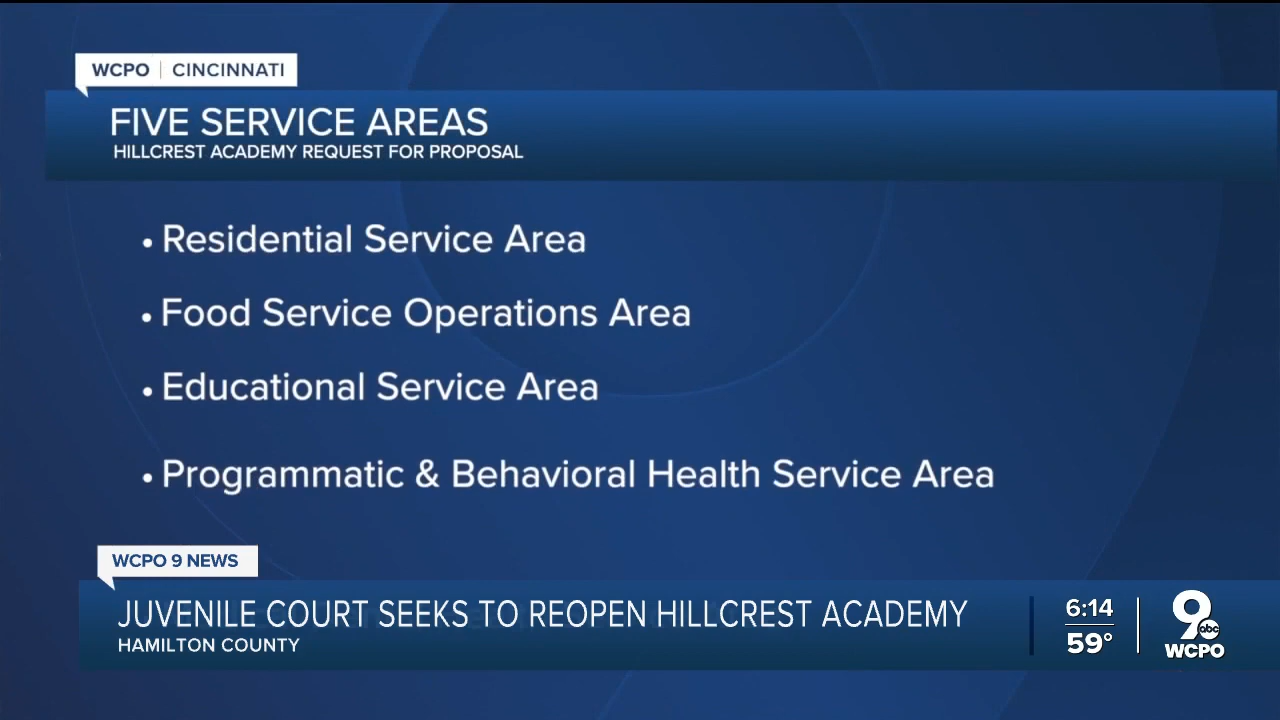 WCPO | CINCINNATI
FIVE SERVICE AREAS
HILLCREST ACADEMY REQUEST FOR PROPOSAL
• Residential Service Area
• Food Service Operations Area
• Educational Service Area
• Programmatic & Behavioral Health Service Area
WCPO 9 NEWS
JUVENILE COURT SEEKS TO REOPEN HILLCREST ACADEMY
HAMILTON COUNTY
6:14
59°
9 abc
WCPO